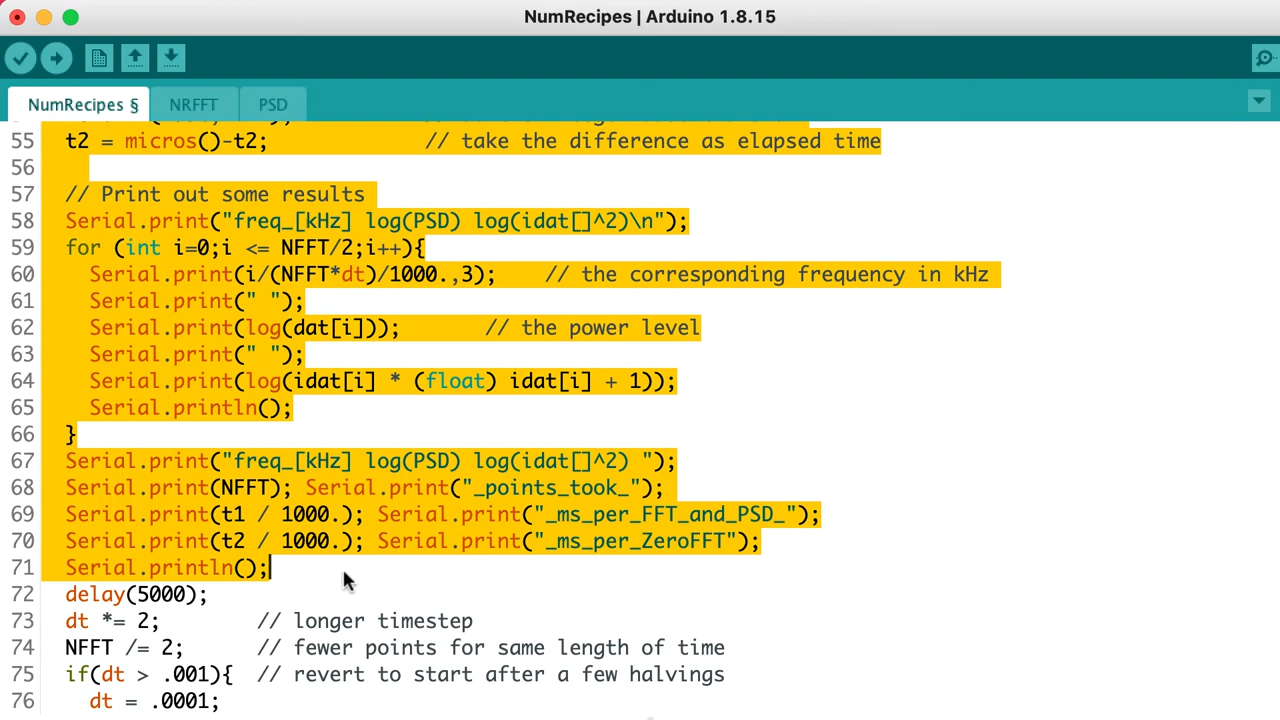 NumRecipes | Arduino 1.8.15
NumRecipes § NRFFT PSD
55 t2 = micros()-t2; // take the difference as elapsed time
56
57 // Print out some results
58 Serial.print("freq_[kHz] log(PSD) log(idat[]^2)\n");
59 for (int i=0;i <= NFFT/2;i++){
60 Serial.print(i/(NFFT*dt)/1000.,3); // the corresponding frequency in kHz
61 Serial.print(" ");
62 Serial.print(log(dat[i])); // the power level
63 Serial.print(" ");
64 Serial.print(log(idat[i] * (float) idat[i] + 1));
65 Serial.println();
66 }
67 Serial.print("freq_[kHz] log(PSD) log(idat[]^2) ");
68 Serial.print(NFFT); Serial.print("_points_took_");
69 Serial.print(t1 / 1000.); Serial.print("_ms_per_FFT_and_PSD_");
70 Serial.print(t2 / 1000.); Serial.print("_ms_per_ZeroFFT");
71 Serial.println();
72 delay(5000);
73 dt *= 2; // longer timestep
74 NFFT /= 2; // fewer points for same length of time
75 if(dt > .001){ // revert to start after a few halvings
76 dt = .0001;